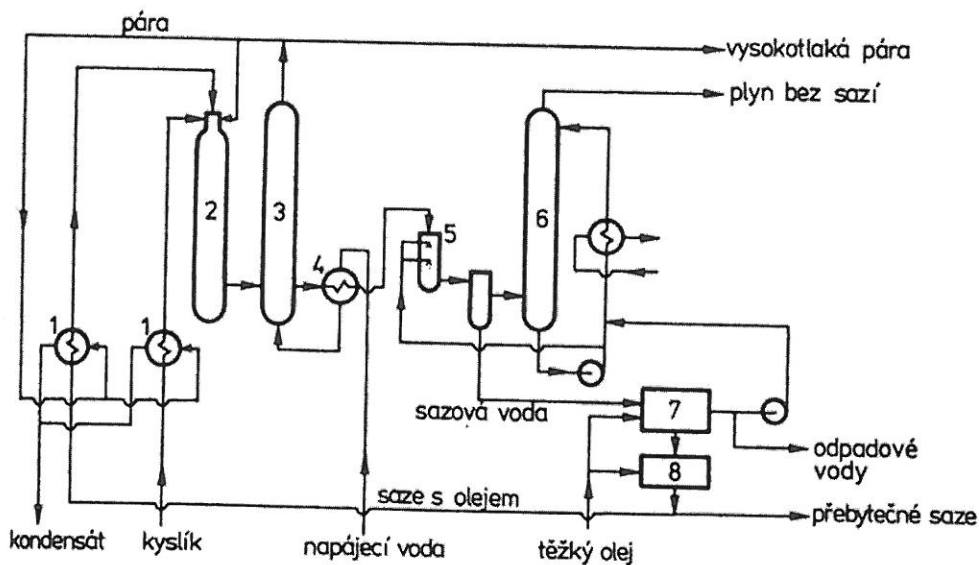 pára
vysokotlaká pára
plyn bez sazí
2
3
6
5
4
1
1
sazová voda
7
odpadové
vody
8
saze s olejem
přebytečné saze
kondensát
kyslík
napájecí voda
těžký olej